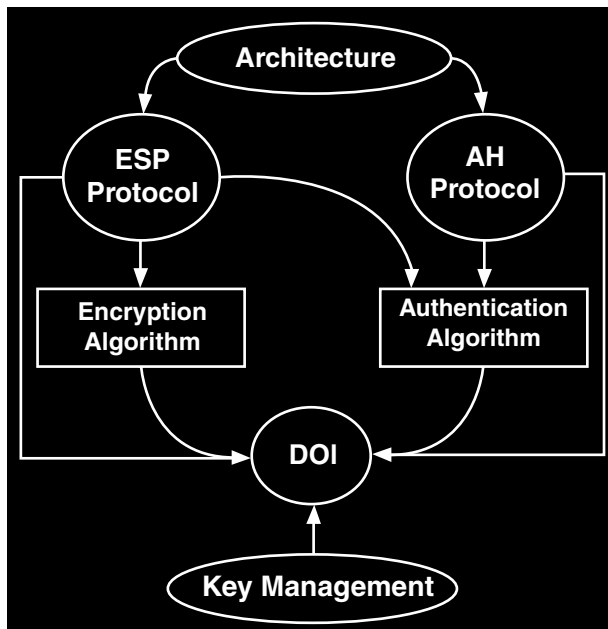 Architecture
ESP
Protocol
AH
Protocol
Encryption
Algorithm
Authentication
Algorithm
DOI
Key Management